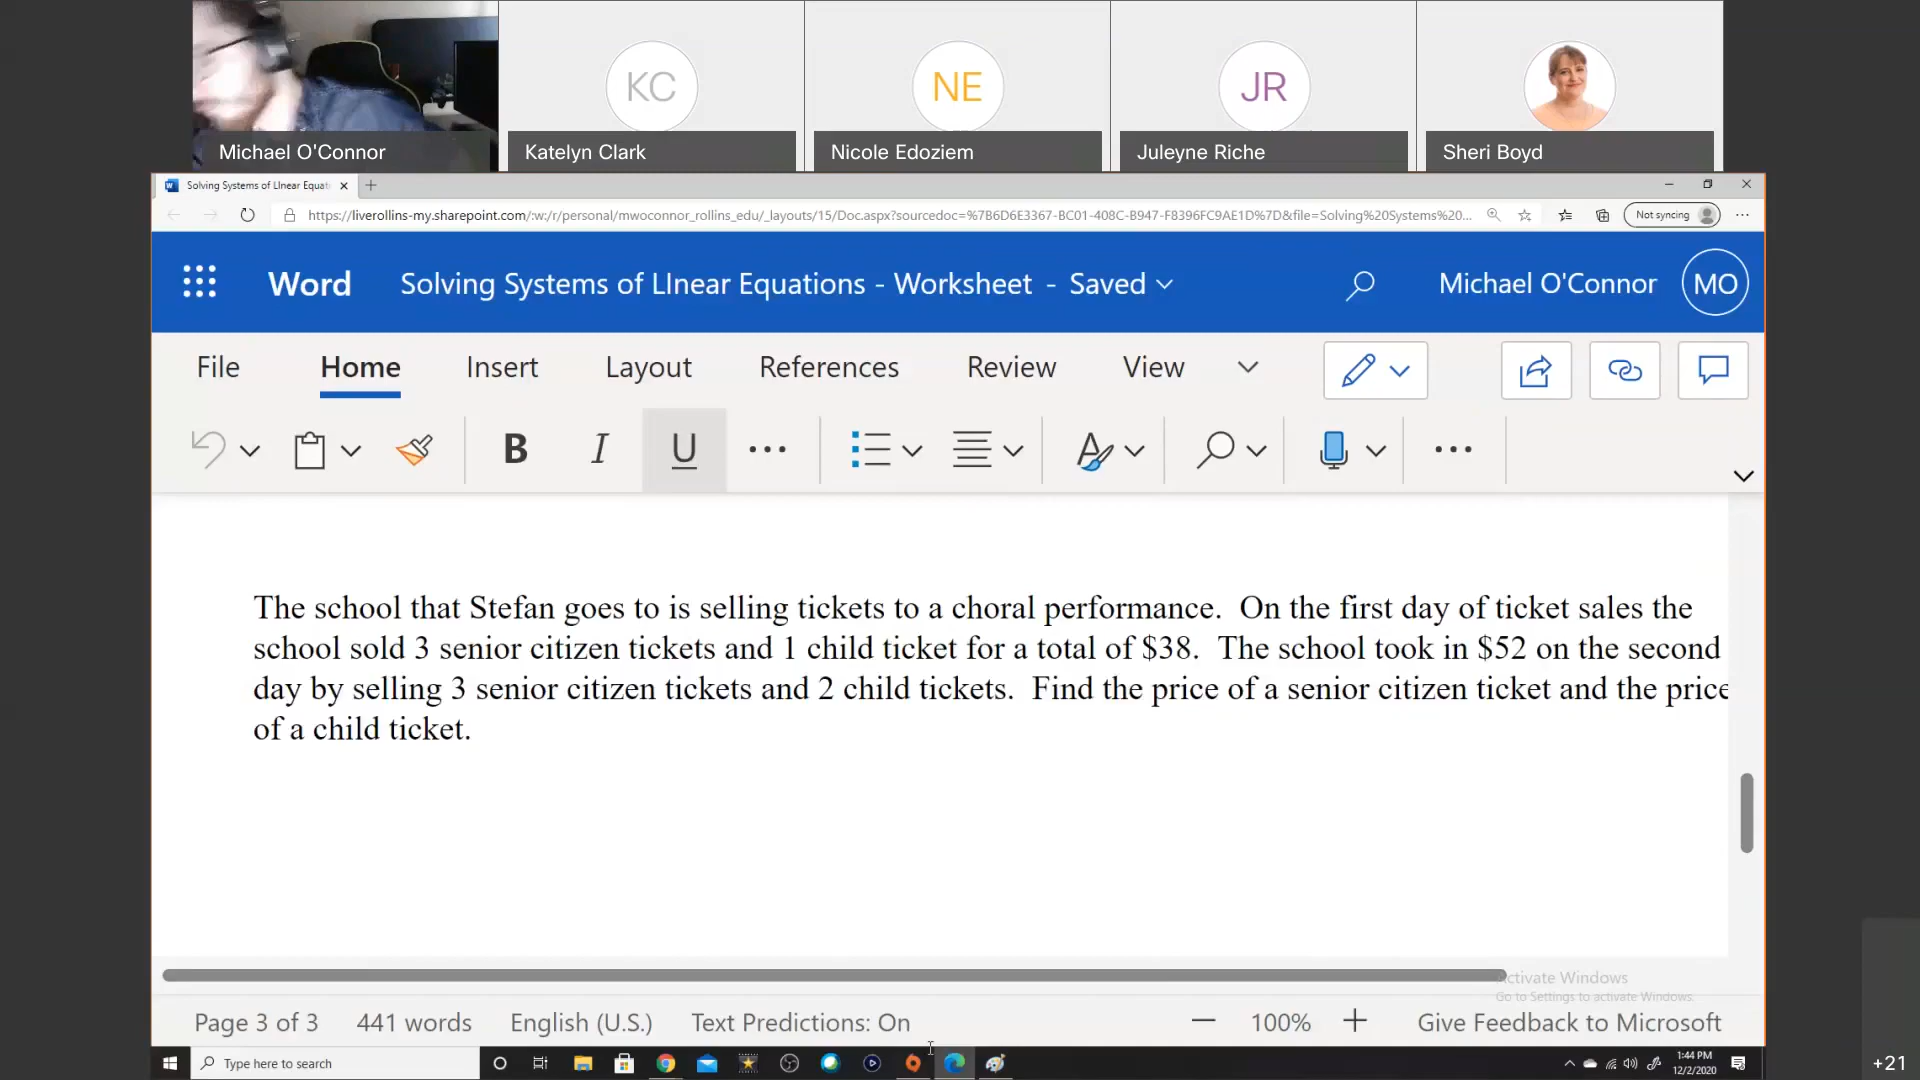 KC
NE
JR
Michael O'Connor
Katelyn Clark
Nicole Edoziem
Juleyne Riche
Sheri Boyd
Solving Systems of LInear Equat
https://liverollins-my.sharepoint.com/:w:/r/personal/mwoconnor_rollins_edu/_layouts/15/Doc.aspx?sourcedoc=%7B6D6E3367-BC01-408C-B947-F8396FC9AE1D%7D&file=Solving%20Systems%20...
Not syncing
Word
Solving Systems of LInear Equations - Worksheet - Saved
Michael O'Connor
MO
File
Home
Insert
Layout
References
Review
View
B
I
U
The school that Stefan goes to is selling tickets to a choral performance. On the first day of ticket sales the
school sold 3 senior citizen tickets and 1 child ticket for a total of $38. The school took in $52 on the second
day by selling 3 senior citizen tickets and 2 child tickets. Find the price of a senior citizen ticket and the price
of a child ticket.
Activate Windows
Go to Settings to activate Windows.
Page 3 of 3
441 words
English (U.S.)
Text Predictions: On
100%
Give Feedback to Microsoft
Type here to search
1:44 PM
12/2/2020
+21